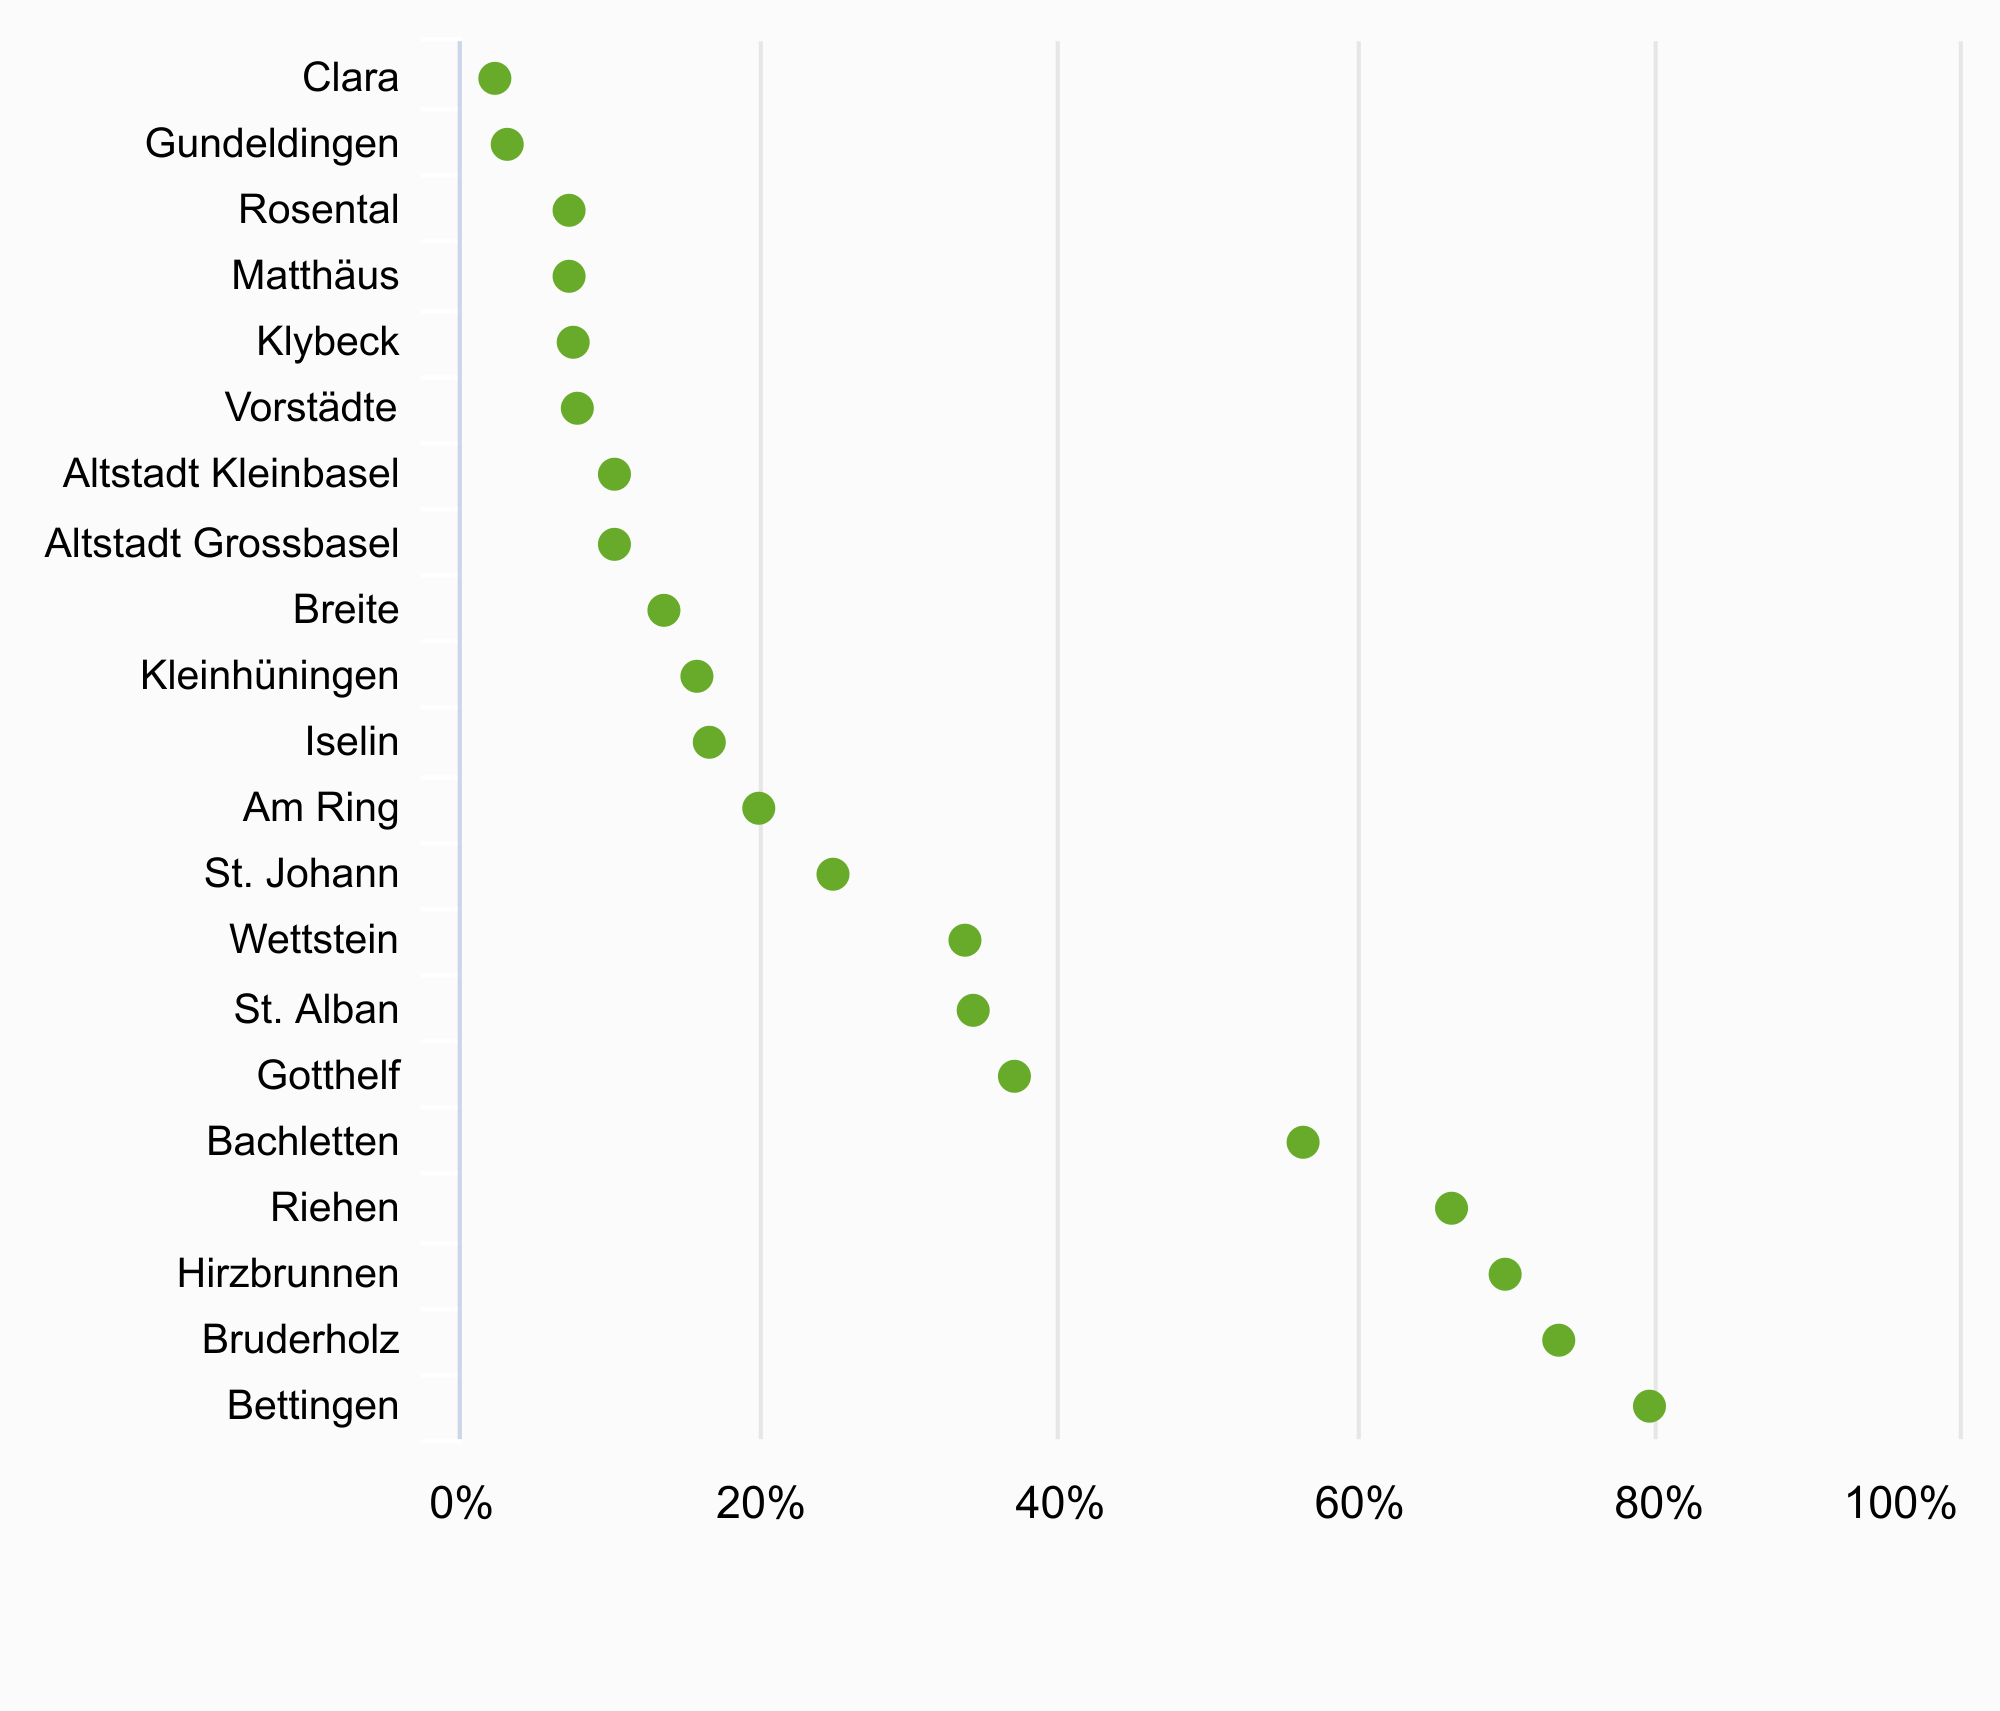 Clara
Gundeldingen
Rosental
Matthäus
Klybeck
Vorstädte
Altstadt Kleinbasel
Altstadt Grossbasel
Breite
Kleinhüningen
Iselin
Am Ring
St. Johann
Wettstein
St. Alban
Gotthelf
Bachletten
Riehen
Hirzbrunnen
Bruderholz
Bettingen
0% 20% 40% 60% 80% 100%